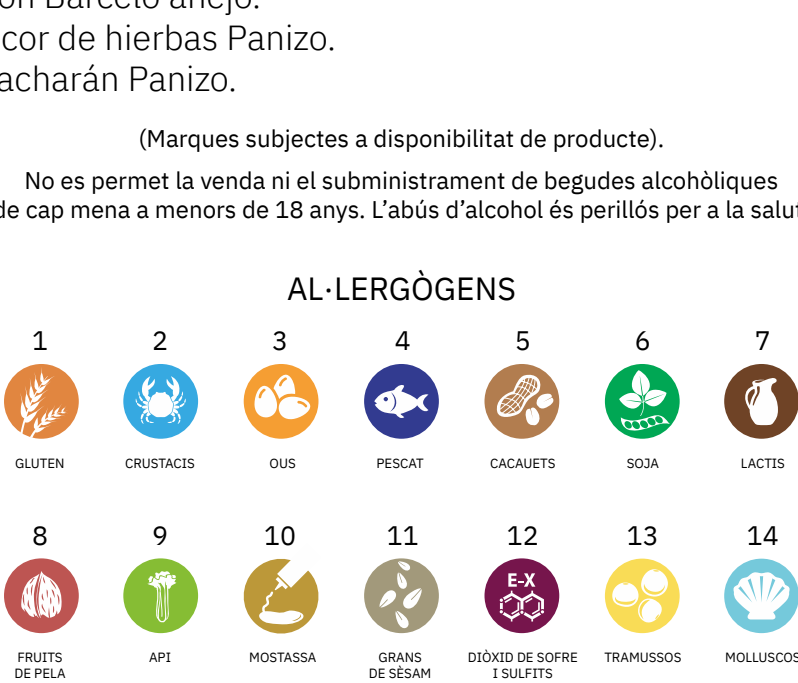 on Barceló añejo.
cor de hierbas Panizo.
acharán Panizo.
(Marques subjectes a disponibilitat de producte).
No es permet la venda ni el subministrament de begudes alcohòliques
de cap mena a menors de 18 anys. L’abús d’alcohol és perillós per a la salut
AL·LERGÒGENS
1 2 3 4 5 6 7
GLUTEN CRUSTACIS OUS PESCAT CACAUETS SOJA LACTIS
8 9 10 11 12 13 14
E-X
FRUITS API MOSTASSA GRANS DIÒXID DE SOFRE TRAMUSSOS MOLLUSCOS
DE PELA DE SÈSAM I SULFITS